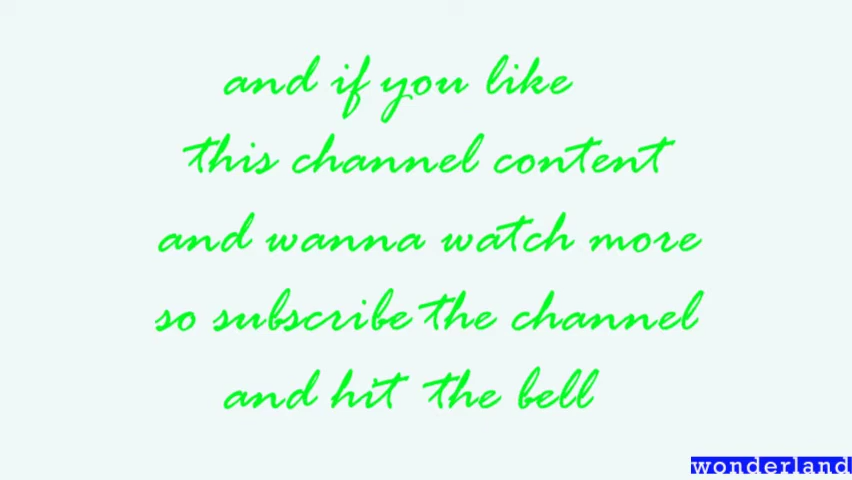 and if you like
this channel content
and wanna watch more
so subscribe the channel
and hit the bell
wonderland